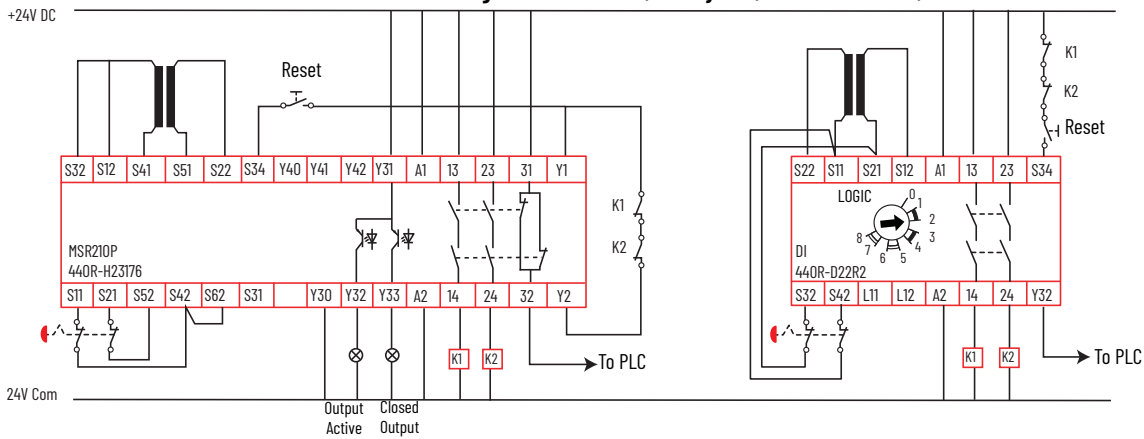 +24V DC
Reset
S32 S12 S41 S51 S22 S34 Y40 Y41 Y42 Y31 A1 13 23 31 Y1
MSR210P
440R-H23176
K1
K2
S11 S21 S52 S42 S62 S31 Y30 Y32 Y33 A2 14 24 32 Y2
K1 K2
To PLC
24V Com
Output
Active
Closed
Output
K1
K2
Reset
S22 S11 S21 S12 A1 13 23 S34
LOGIC
0
1
2
3
4
5
6
7
8
DI
440R-D22R2
S32 S42 L11 L12 A2 14 24 Y32
K1 K2
To PLC